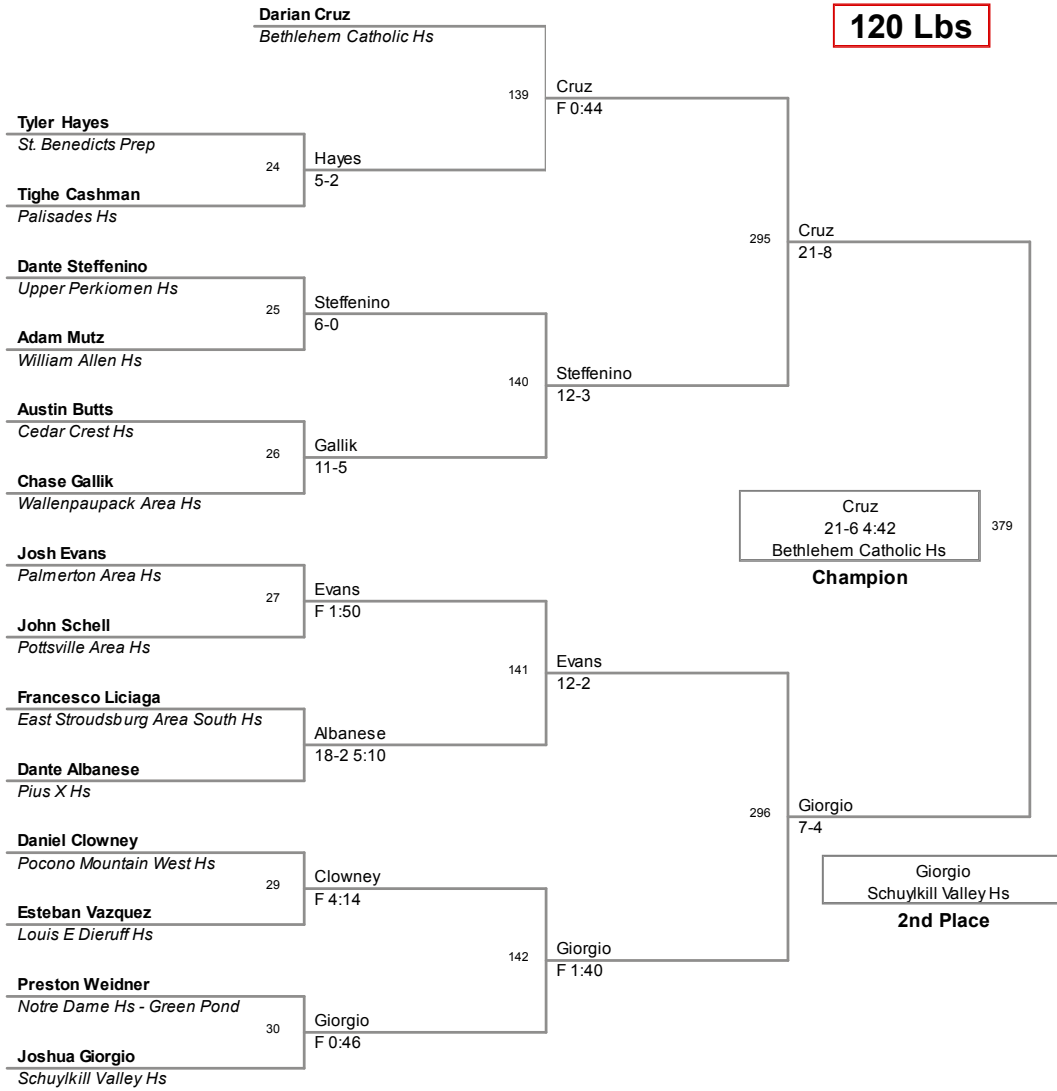 Darian Cruz
Bethlehem Catholic Hs
120 Lbs
139
Cruz
F 0:44
Tyler Hayes
St. Benedicts Prep
24
Hayes
5-2
Tighe Cashman
Palisades Hs
295
Cruz
21-8
Dante Steffenino
Upper Perkiomen Hs
25
Steffenino
6-0
Adam Mutz
William Allen Hs
140
Steffenino
12-3
Austin Butts
Cedar Crest Hs
26
Gallik
11-5
Chase Gallik
Wallenpaupack Area Hs
Cruz
21-6 4:42
Bethlehem Catholic Hs
Champion
379
Josh Evans
Palmerton Area Hs
27
Evans
F 1:50
John Schell
Pottsville Area Hs
141
Evans
12-2
Francesco Liciaga
East Stroudsburg Area South Hs
Albanese
18-2 5:10
Dante Albanese
Pius X Hs
296
Giorgio
7-4
Daniel Clowney
Pocono Mountain West Hs
29
Clowney
F 4:14
Esteban Vazquez
Louis E Dieruff Hs
Giorgio
Schuylkill Valley Hs
2nd Place
142
Giorgio
F 1:40
Preston Weidner
Notre Dame Hs - Green Pond
30
Giorgio
F 0:46
Joshua Giorgio
Schuylkill Valley Hs